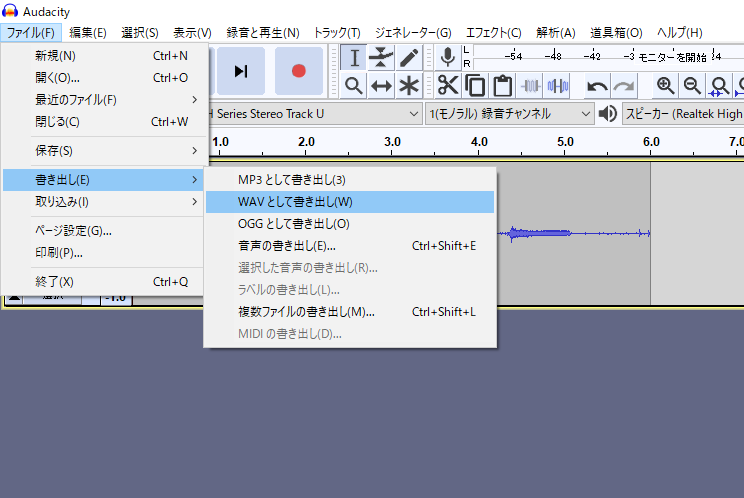 Audacity
ファイル(F) 編集(E) 選択(S) 表示(V) 録音と再生(N) トラック(T) ジェネレーター(G) エフェクト(C) 解析(A) 道具箱(O) ヘルプ(H)
新規(N) Ctrl+N
開く(O)... Ctrl+O
最近のファイル(F)
閉じる(C) Ctrl+W
保存(S)
書き出し(E)
取り込み(I)
ページ設定(G)...
印刷(P)...
終了(X) Ctrl+Q
L
R
-54 -48 -42 -3 モニターを開始
H Series Stereo Track U 1(モノラル) 録音チャンネル スピーカー (Realtek High
1.0 2.0 3.0 4.0 5.0 6.0 7.0
MP3 として書き出し(3)
WAV として書き出し(W)
OGG として書き出し(O)
音声の書き出し(E)... Ctrl+Shift+E
選択した音声の書き出し(R)...
ラベルの書き出し(L)...
複数ファイルの書き出し(M)... Ctrl+Shift+L
MIDI の書き出し(D)...
-1.0